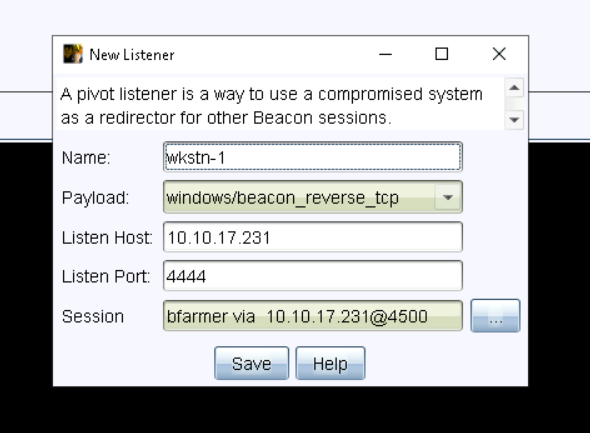 New Listener
A pivot listener is a way to use a compromised system
as a redirector for other Beacon sessions.
Name: wkstn-1
Payload: windows/beacon_reverse_tcp
Listen Host: 10.10.17.231
Listen Port: 4444
Session bfarmer via 10.10.17.231@4500 ...
Save Help